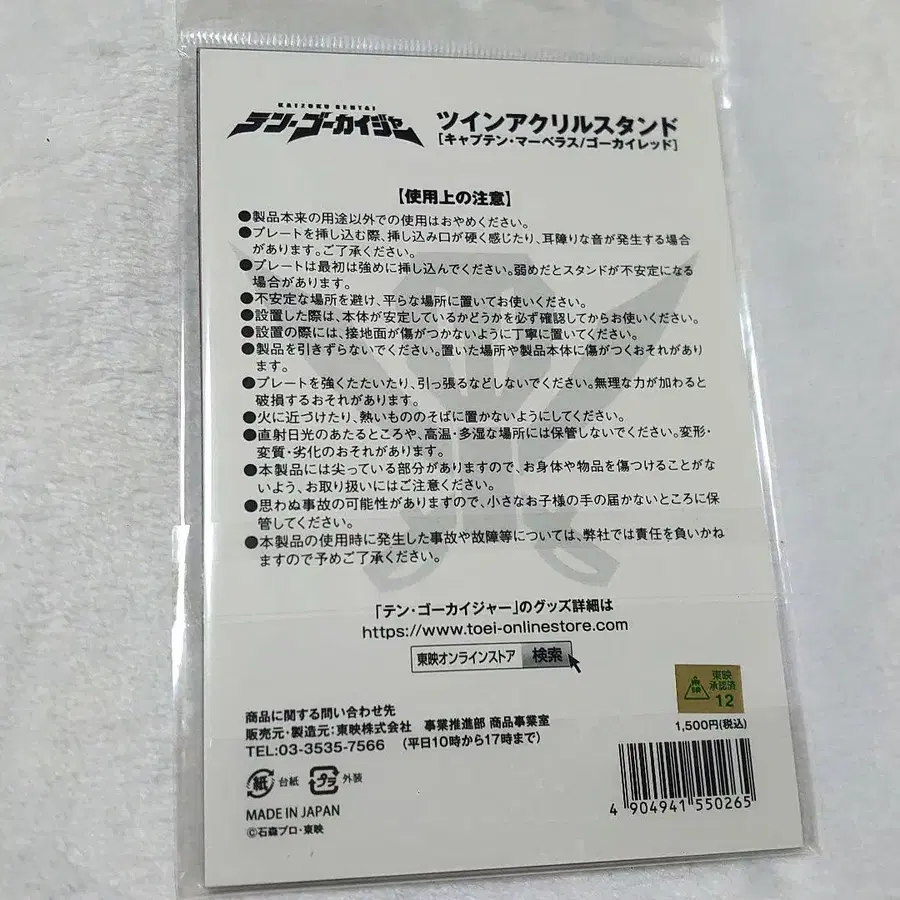 KAIZOKU SENTAI
テン・ゴーカイジャー
ツインアクリルスタンド
[キャプテン・マーベラス/ゴーカイレッド]
【使用上の注意】
●製品本来の用途以外での使用はおやめください。
●プレートを挿し込む際、挿し込み口が硬く感じたり、耳障りな音が発生する場合
があります。ご了承ください。
●プレートは最初は強めに挿し込んでください。弱めだとスタンドが不安定になる
場合があります。
●不安定な場所を避け、平らな場所に置いてお使いください。
●設置した際は、本体が安定しているかどうかを必ず確認してからお使いください。
●設置の際には、接地面が傷がつかないように丁寧に置いてください。
●製品を引きずらないでください。置いた場所や製品本体に傷がつくおそれがあり
ます。
●プレートを強くたたいたり、引っ張るなどしないでください。無理な力が加わると
破損するおそれがあります。
●火に近づけたり、熱いもののそばに置かないようにしてください。
●直射日光のあたるところや、高温・多湿な場所には保管しないでください。変形・
変質・劣化のおそれがあります。
●本製品には尖っている部分がありますので、お身体や物品を傷つけることがな
いよう、お取り扱いにはご注意ください。
●思わぬ事故の可能性がありますので、小さなお子様の手の届かないところに保
管してください。
●本製品の使用時に発生した事故や故障等については、弊社では責任を負いかね
ますので予めご了承ください。
「テン・ゴーカイジャー」のグッズ詳細は
https://www.toei-onlinestore.com
東映オンラインストア 検索
東映
承認済
12
1,500円(税込)
商品に関する問い合わせ先
販売元・製造元：東映株式会社 事業推進部 商品事業室
TEL:03-3535-7566 (平日10時から17時まで)
紙 台紙 プラ 外装
MADE IN JAPAN
©石森プロ・東映
4 904941 550265